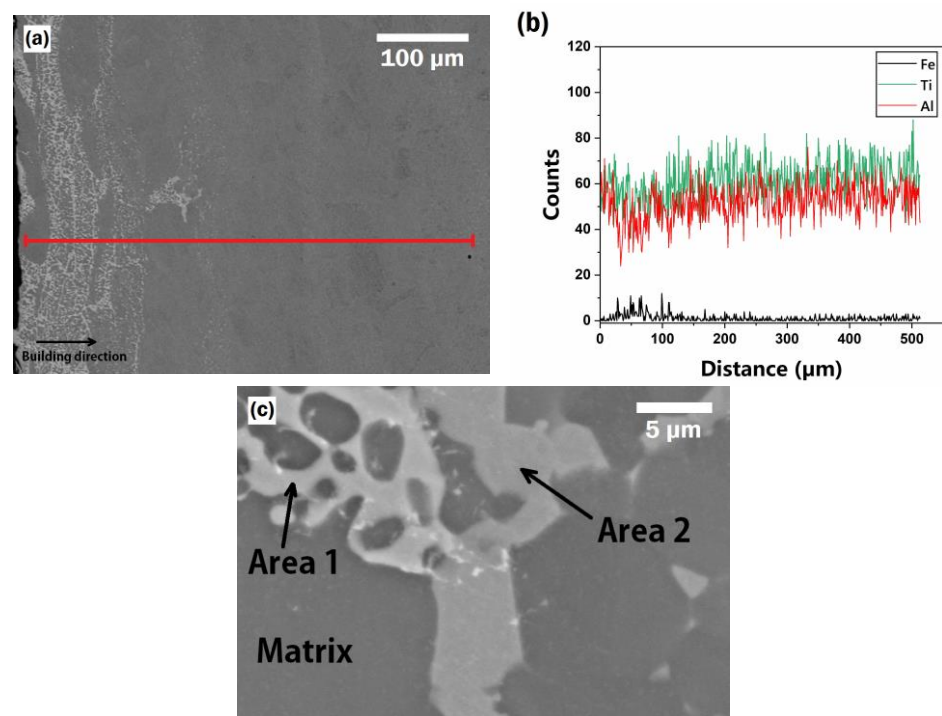 (a)
100 µm
Building direction
(b)
120
100
80
60
40
20
0
Counts
Fe
Ti
Al
0 100 200 300 400 500
Distance (µm)
(c)
5 µm
Area 1
Area 2
Matrix